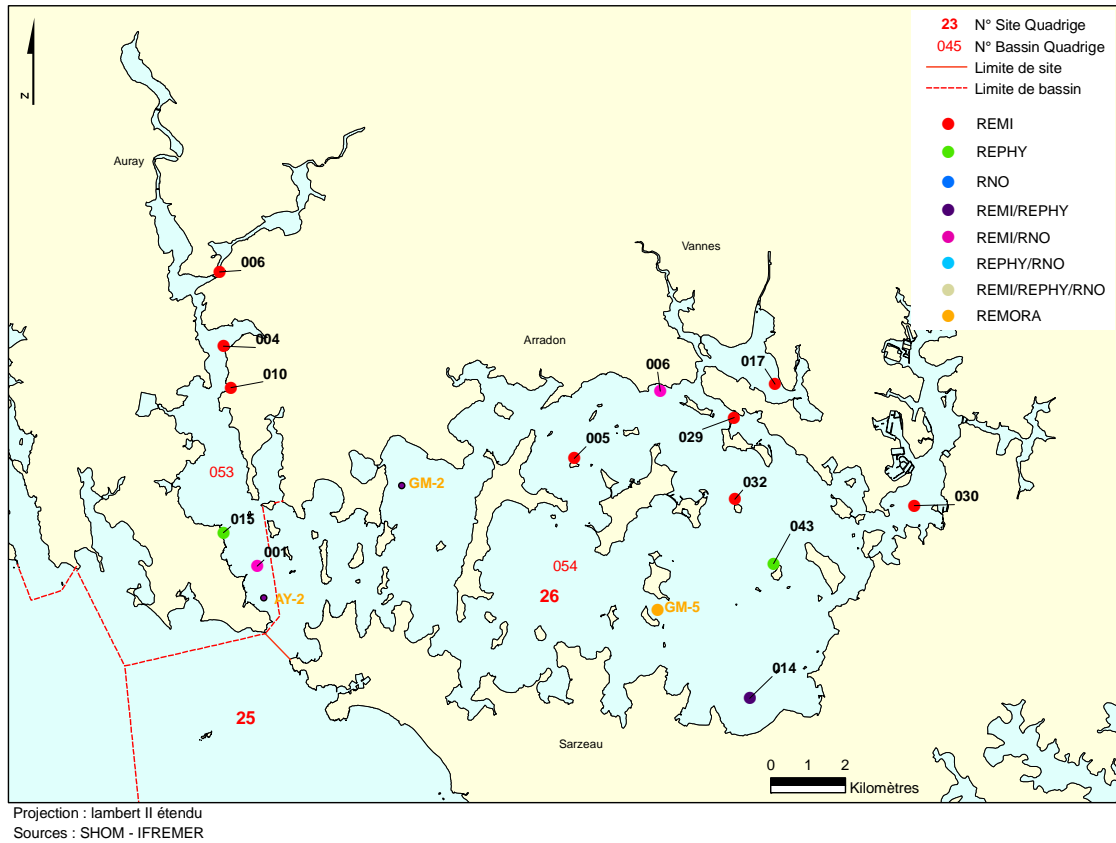 23 N° Site Quadrige
045 N° Bassin Quadrige
Limite de site
Limite de bassin
REMI
REPHY
RNO
REMI/REPHY
REMI/RNO
REPHY/RNO
REMI/REPHY/RNO
REMORA
z
Auray
006
Vannes
004
Arradon
010
006
017
029
005
053
GM-2
032
030
015
043
001
054
26
AY-2
GM-5
014
25
Sarzeau
0 1 2
Kilomètres
Projection : lambert II étendu
Sources : SHOM - IFREMER